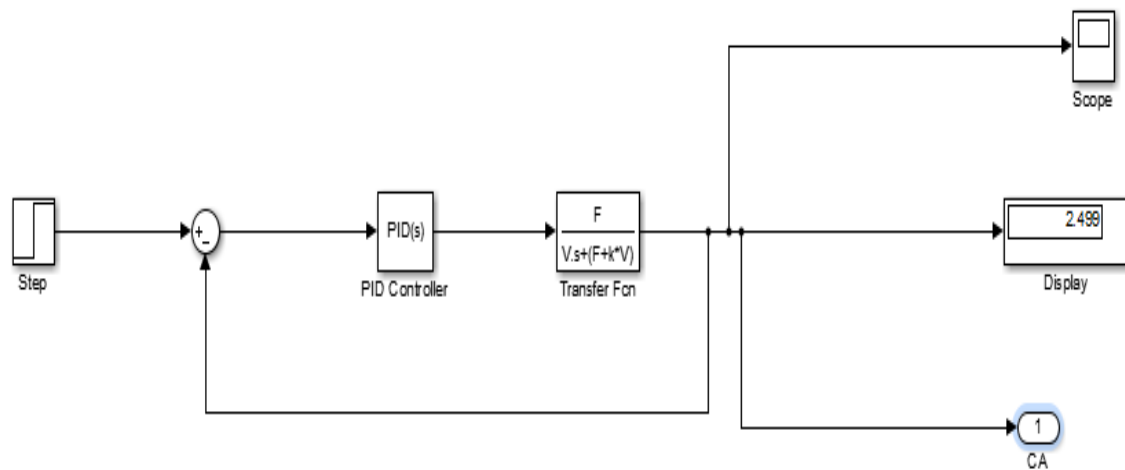 Scope
Step
+
-
PID(s)
PID Controller
F
V.s+(F+k*V)
Transfer Fcn
2.499
Display
1
CA